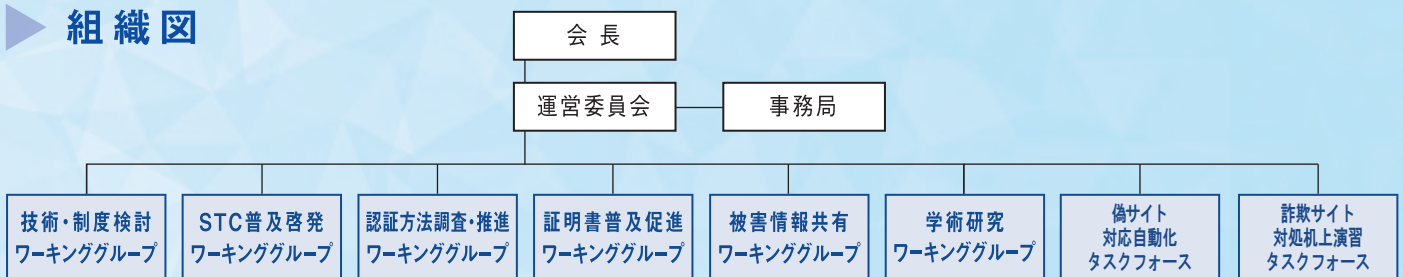 組織図
会長
運営委員会
事務局
技術・制度検討
ワーキンググループ
STC普及啓発
ワーキンググループ
認証方法調査・推進
ワーキンググループ
証明書普及促進
ワーキンググループ
被害情報共有
ワーキンググループ
学術研究
ワーキンググループ
偽サイト
対応自動化
タスクフォース
詐欺サイト
対処机上演習
タスクフォース